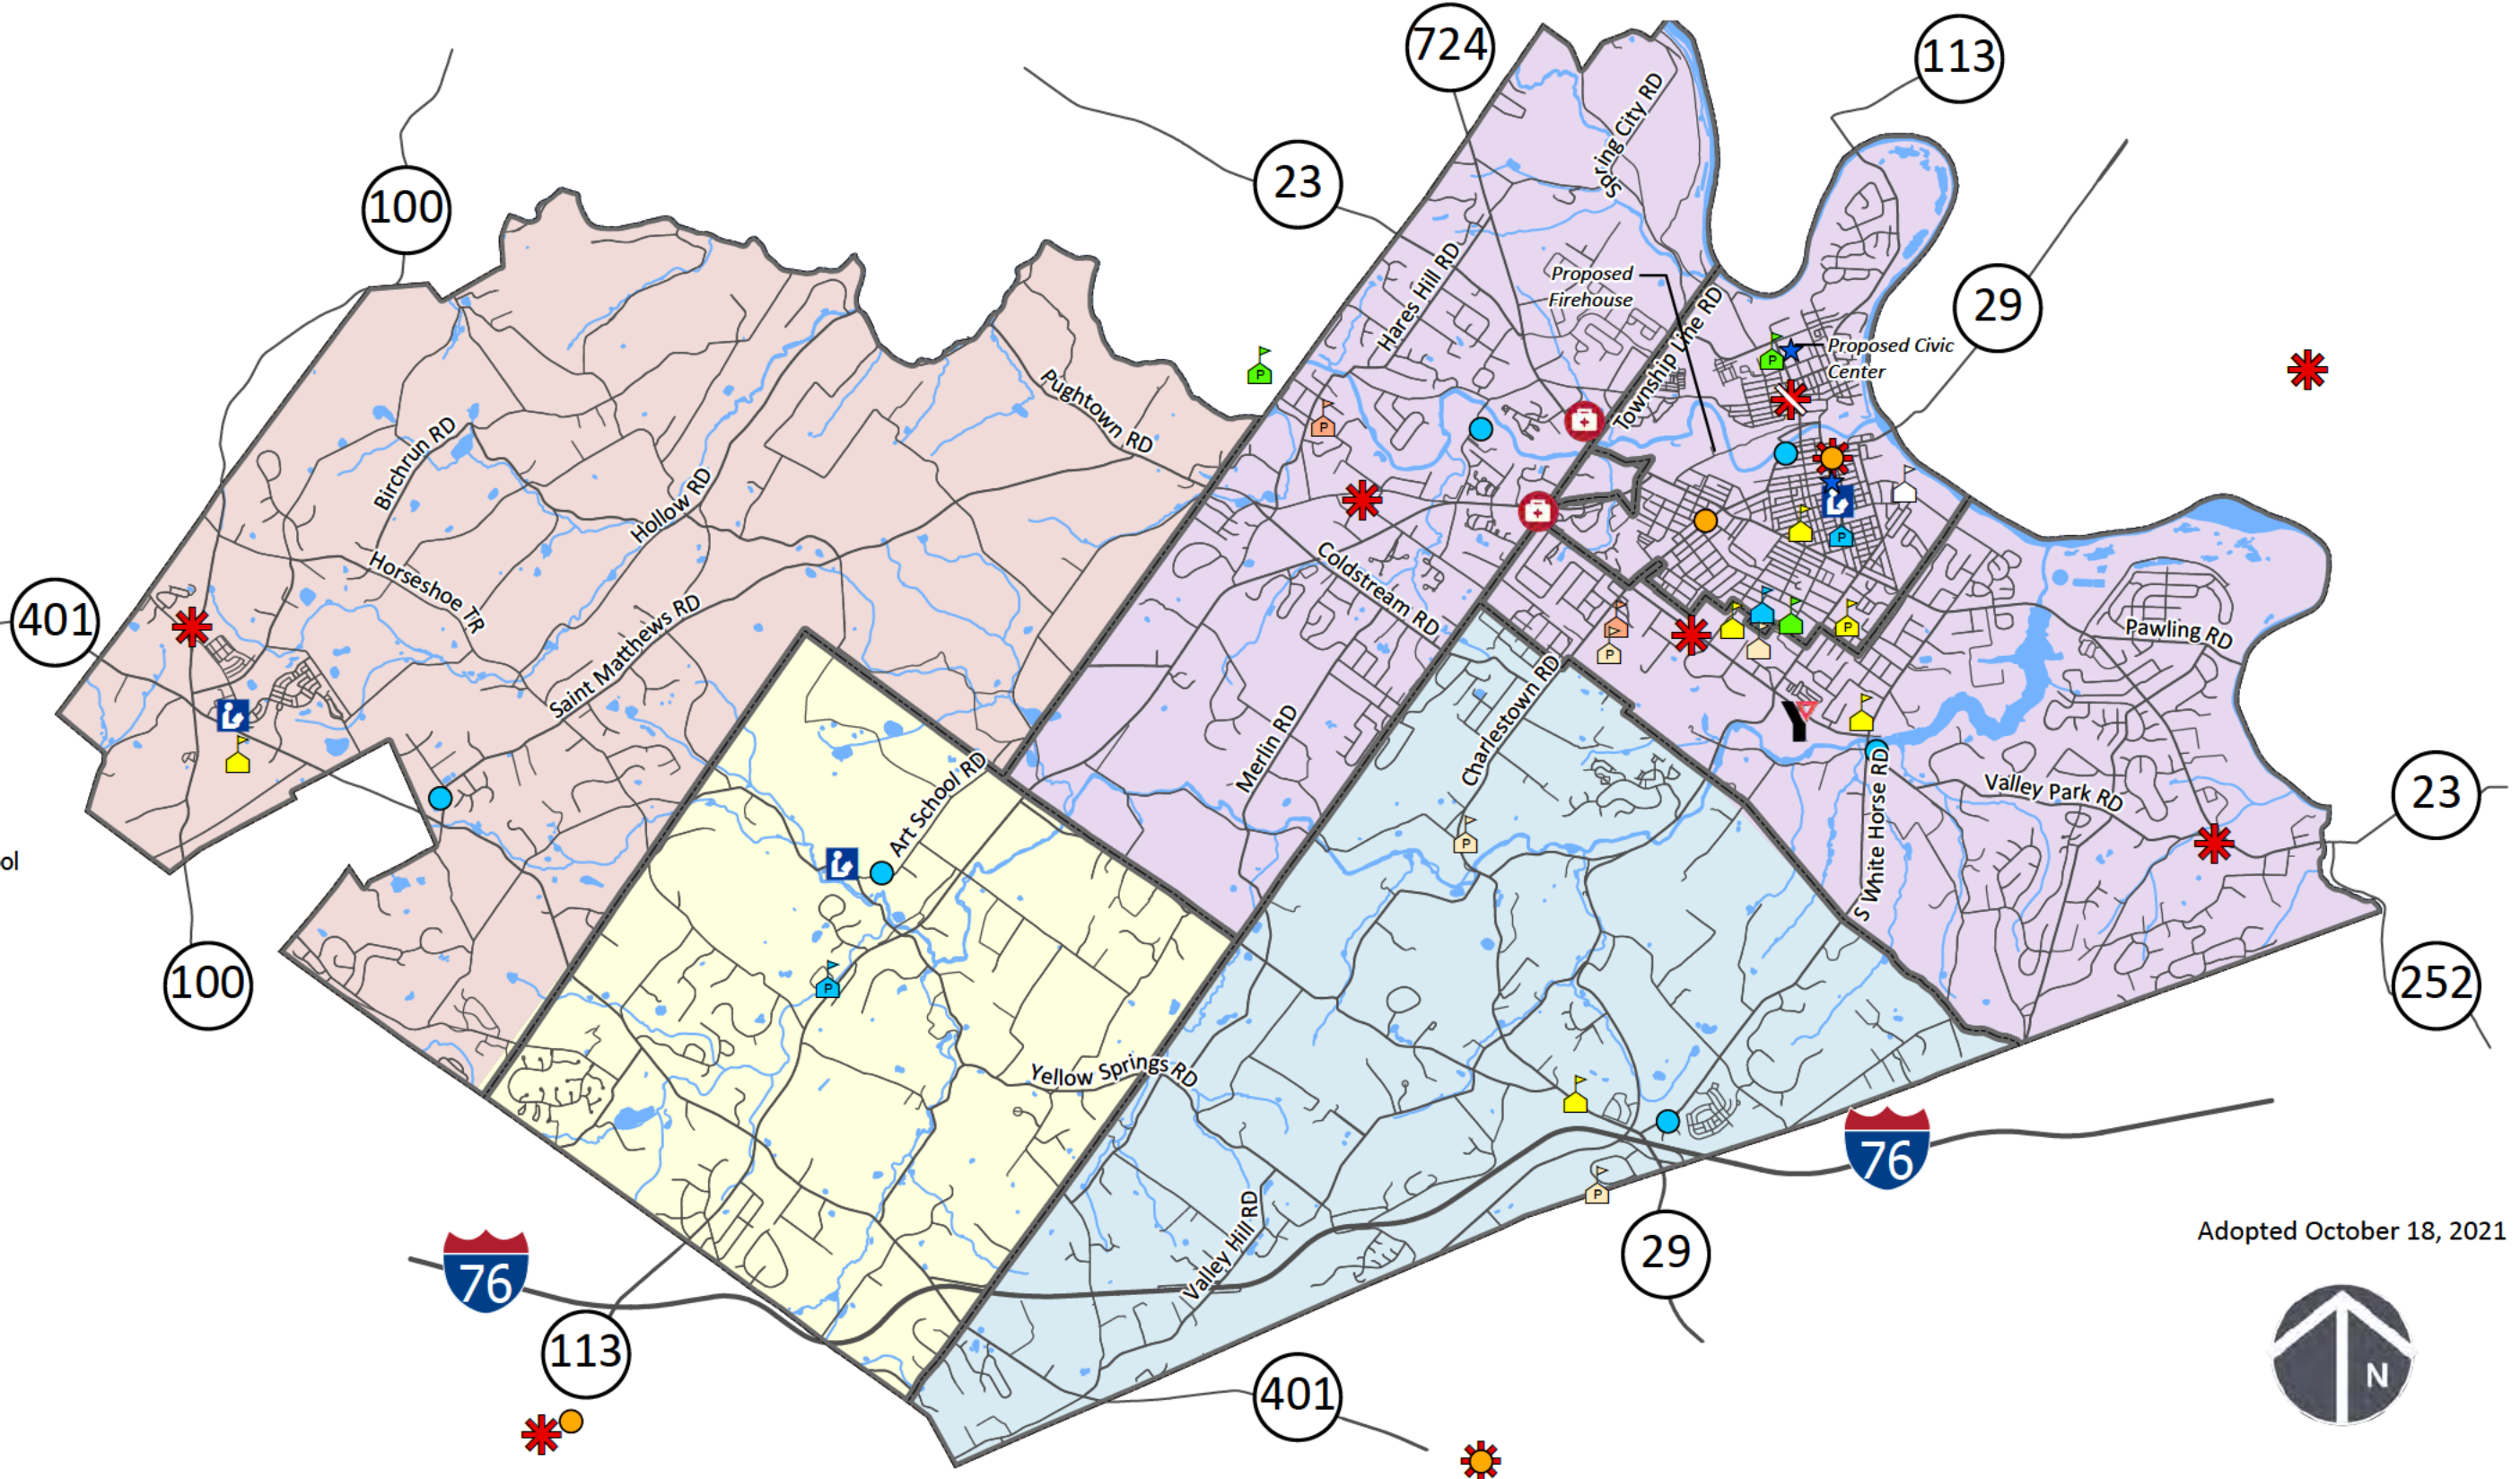 724
113
Spring City RD
23
100
Proposed
Firehouse
Hares Hill RD
Township Line RD
29
Proposed Civic
Center
P
P
Pughtown RD
P
Birchrun RD
Hollow RD
P
Horseshoe TR
Coldstream RD
401
Saint Matthews RD
P
P
Pawling RD
Charlestown RD
Merlin RD
Art School RD
S White Horse RD
Valley Park RD
23
P
ol
100
P
252
Yellow Springs RD
76
P
Valley Hill RD
29
Adopted October 18, 2021
76
113
401
N